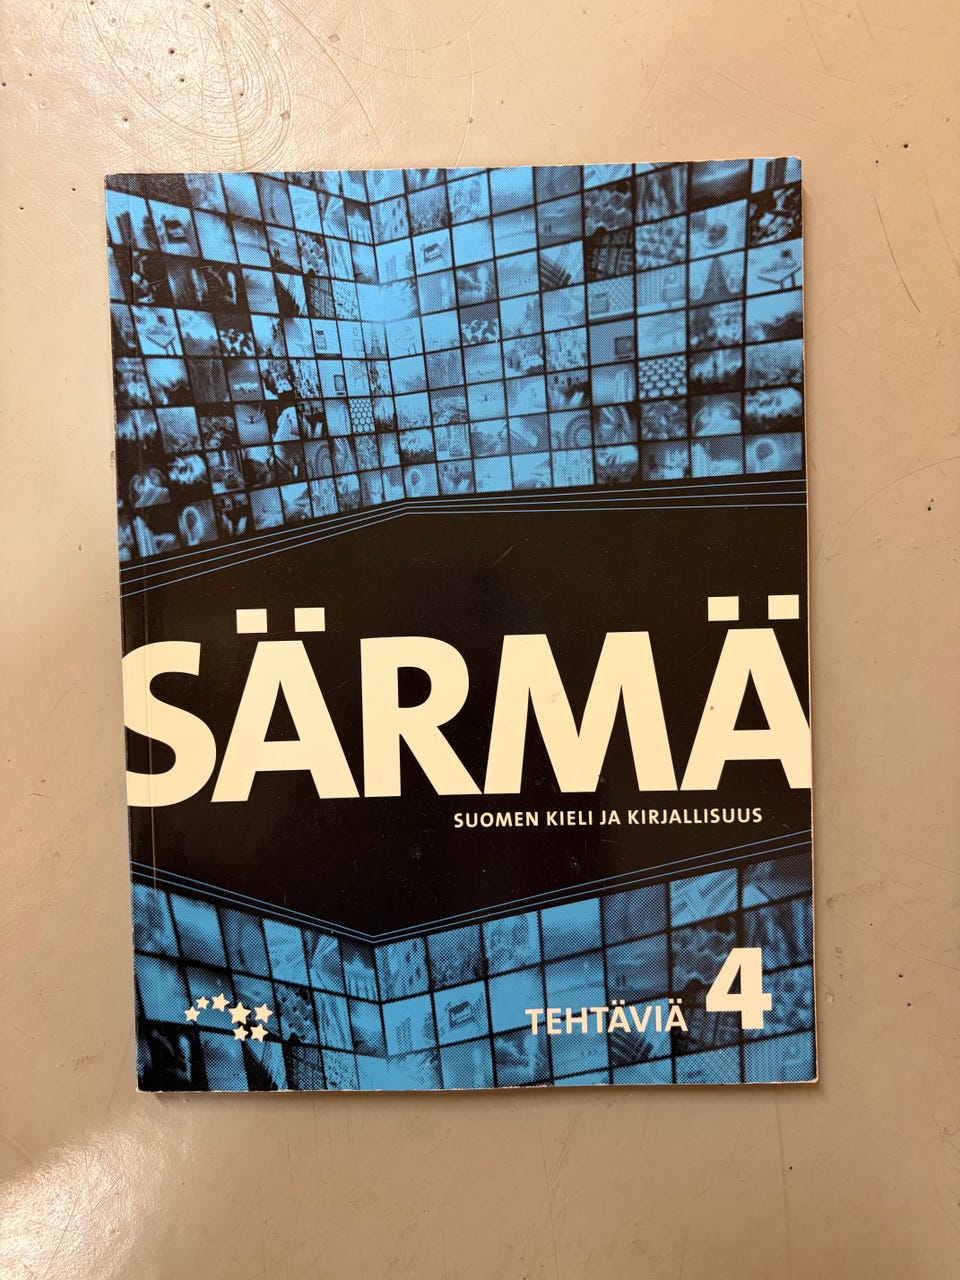 SÄRMÄ
SUOMEN KIELI JA KIRJALLISUUS
TEHTÄVIÄ 4